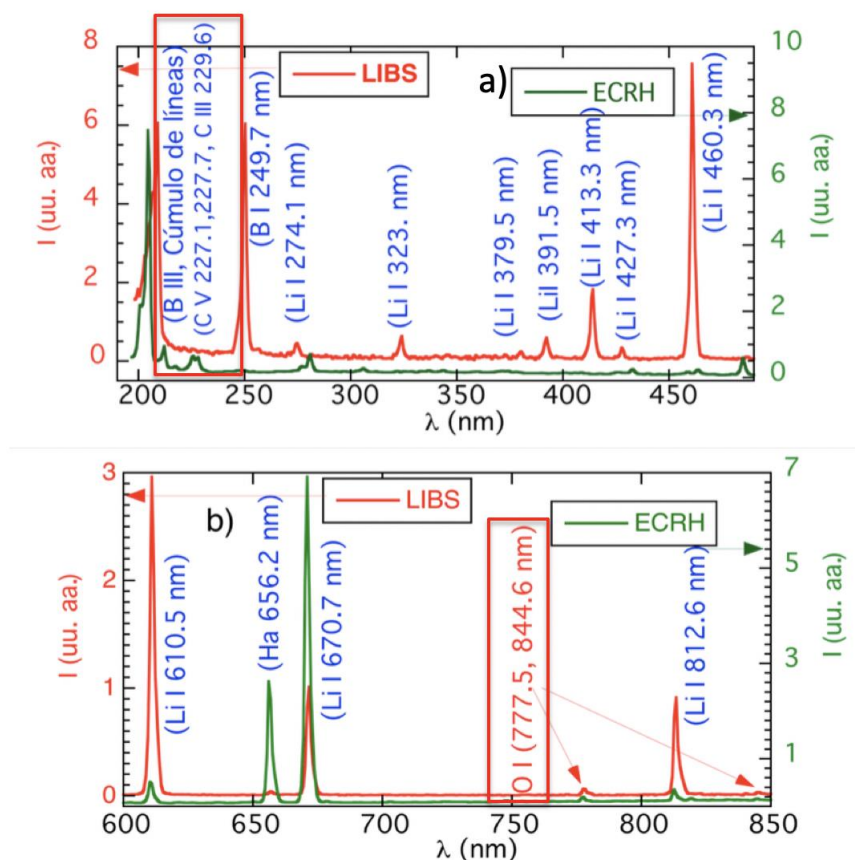 8
6
4
2
0
I (uu. aa.)
LIBS
a)
ECRH
10
8
6
4
2
0
I (uu. aa.)
(B III, Cúmulo de líneas)
(C V 227.1,227.7, C III 229.6)
(B I 249.7 nm)
(Li I 274.1 nm)
(Li I 323. nm)
(Li I 379.5 nm)
(LiI 391.5 nm)
(Li I 413.3 nm)
(Li I 427.3 nm)
(Li I 460.3 nm)
200 250 300 350 400 450
λ (nm)
3
2
1
0
I (uu. aa.)
b)
LIBS
ECRH
7
5
3
1
I (uu. aa.)
(Li I 610.5 nm)
(Ha 656.2 nm)
(Li I 670.7 nm)
O I (777.5, 844.6 nm)
(Li I 812.6 nm)
600 650 700 750 800 850
λ (nm)